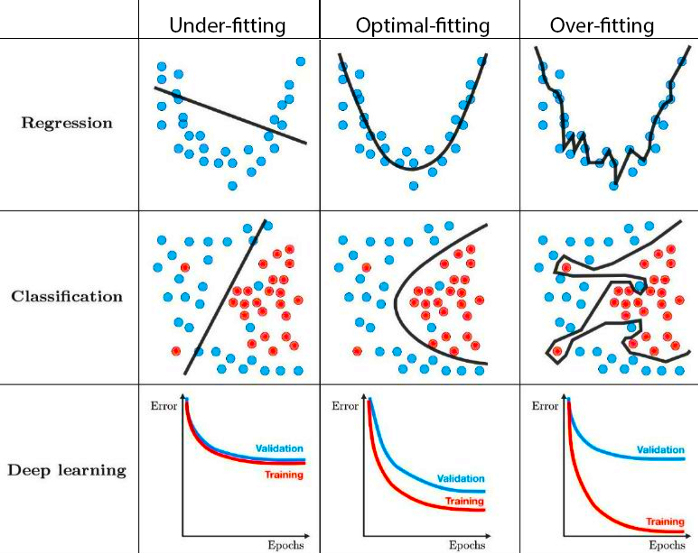 Under-fitting
Optimal-fitting
Over-fitting
Regression
Classification
Deep learning
Error
Validation
Training
Epochs
Error
Validation
Training
Epochs
Error
Validation
Training
Epochs